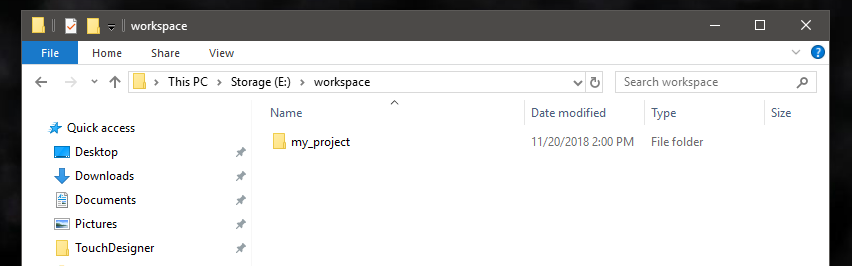 workspace
File Home Share View
This PC Storage (E:) workspace Search workspace
Name Date modified Type Size
Quick access
my_project 11/20/2018 2:00 PM File folder
Desktop
Downloads
Documents
Pictures
TouchDesigner